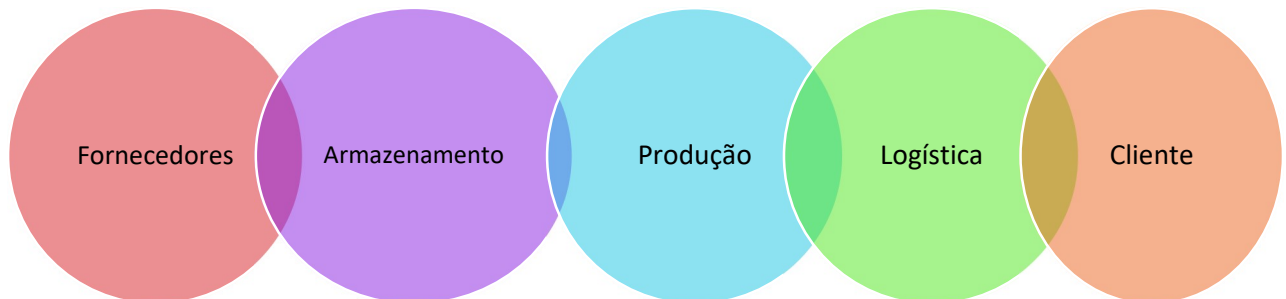 Fornecedores
Armazenamento
Produção
Logística
Cliente